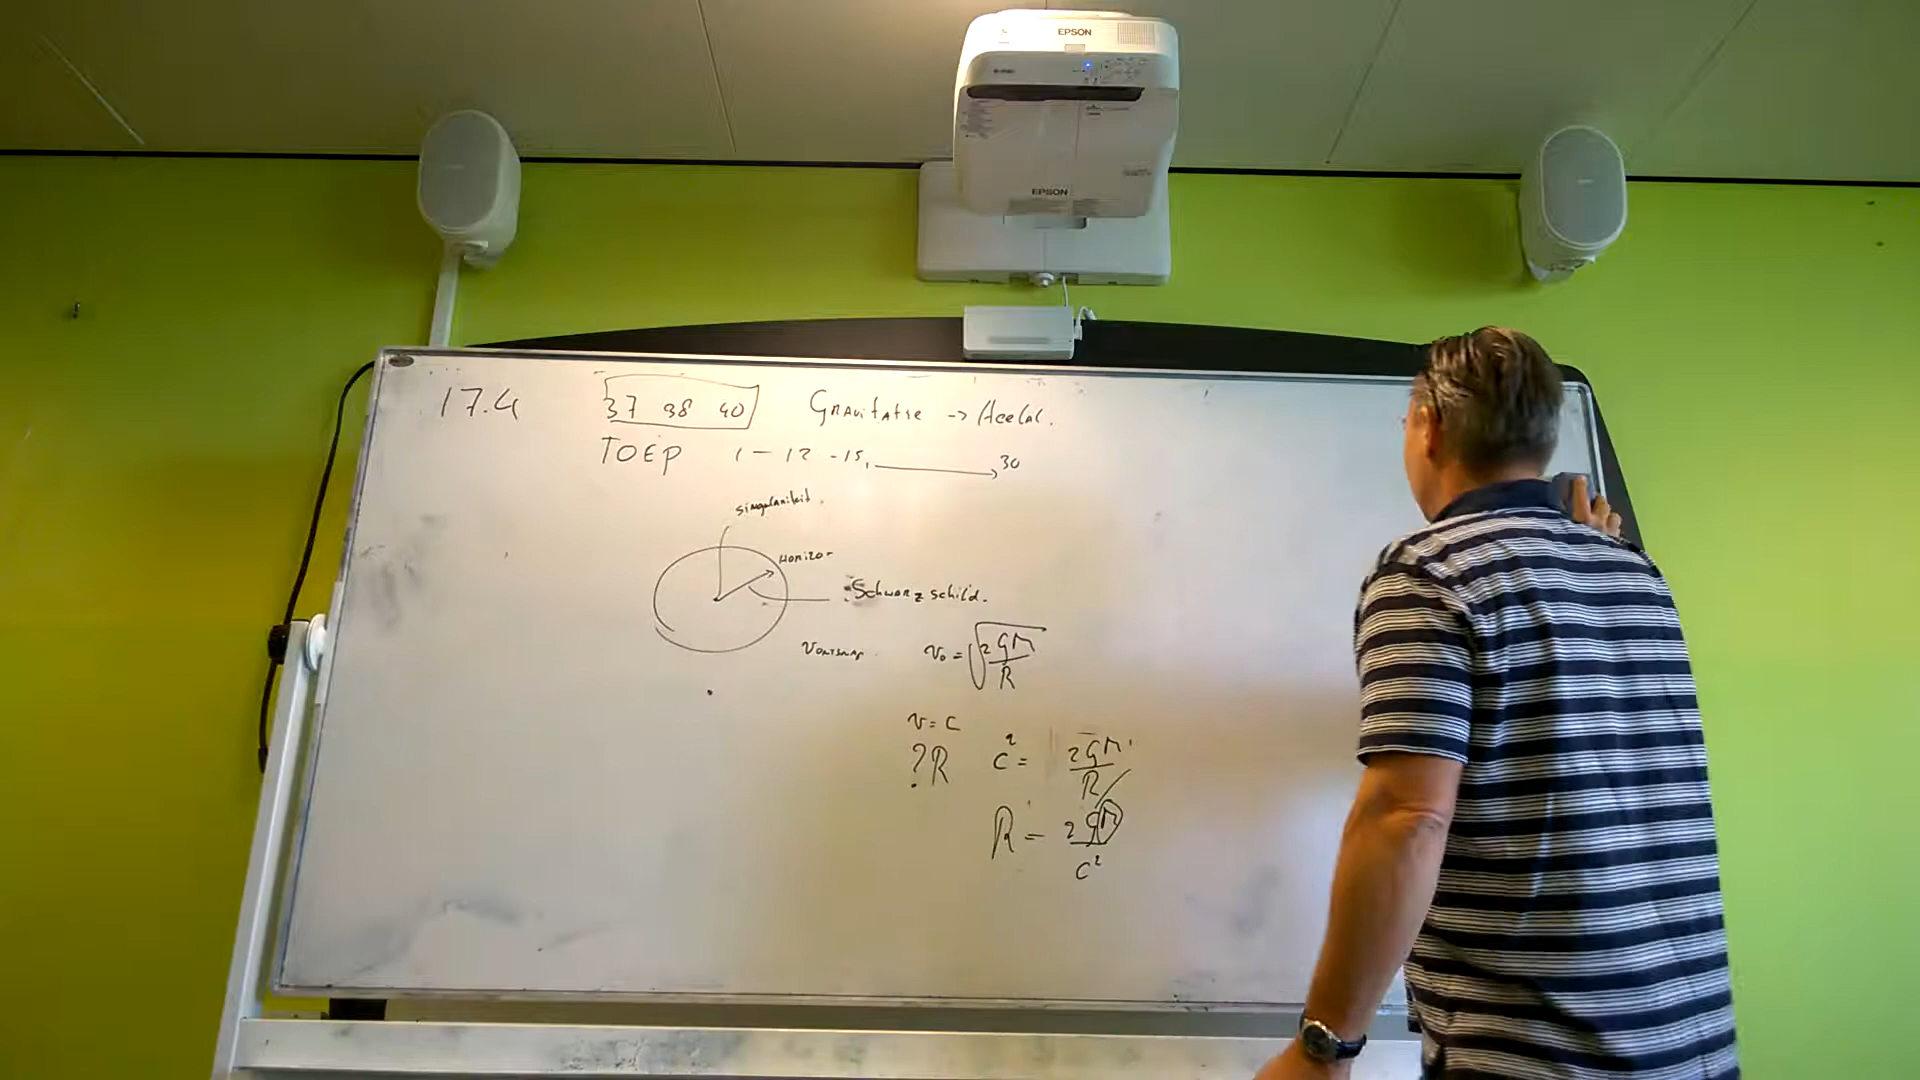 EPSON
EPSON
17.4 37 38 40 Gravitatie ->
TOEP 1 - 12 - 15, 30
singulariteit.
Horizon
Schwarzschild.
v₀ = √(2GM/R)
v = c
?R c² = 2GM/R
R = 2GM/c²